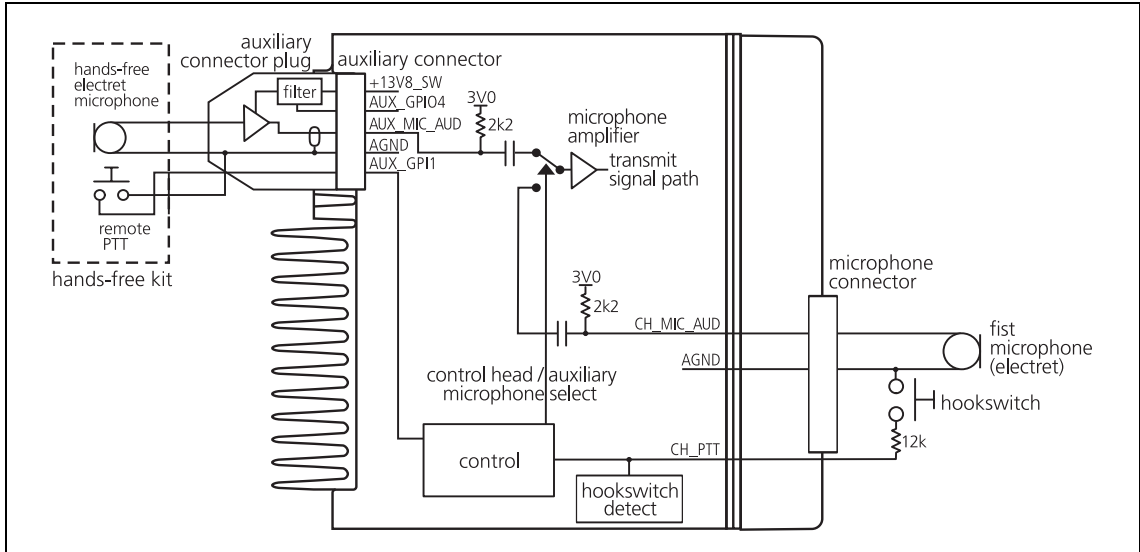 auxiliary
connector plug
auxiliary connector
hands-free
electret
microphone
filter
+13V8_SW
AUX_GPIO4
AUX_MIC_AUD
AGND
AUX_GPI1
3V0
2k2
microphone
amplifier
transmit
signal path
remote
PTT
hands-free kit
3V0
2k2
microphone
connector
CH_MIC_AUD
AGND
fist
microphone
(electret)
control head / auxiliary
microphone select
hookswitch
12k
control
CH_PTT
hookswitch
detect